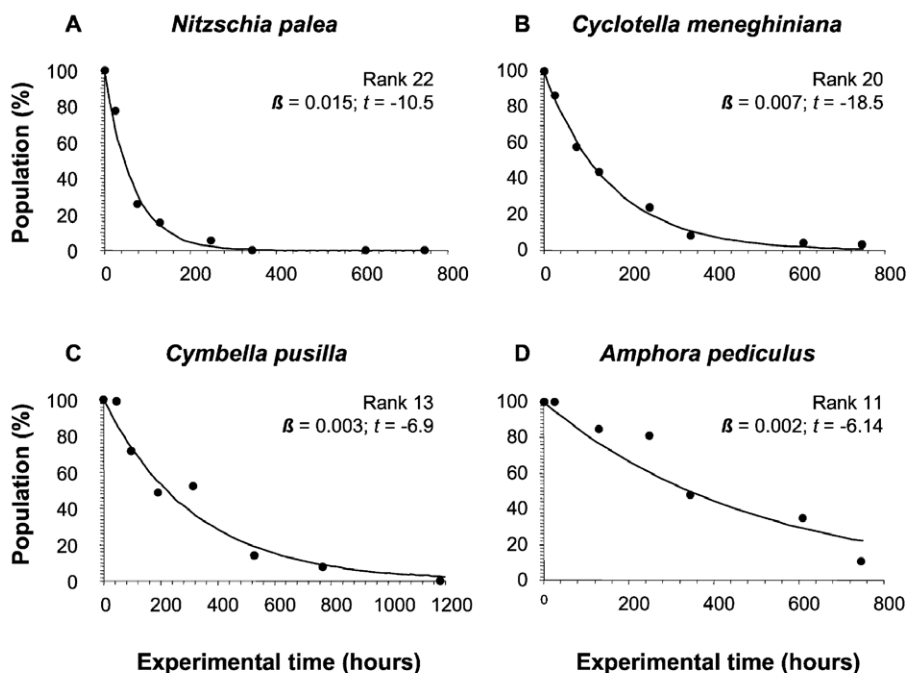 A Nitzschia palea
Rank 22
ß = 0.015; t = -10.5
Population (%)
100
80
60
40
20
0
0 200 400 600 800
B Cyclotella meneghiniana
Rank 20
ß = 0.007; t = -18.5
100
80
60
40
20
0
0 200 400 600 800
C Cymbella pusilla
Rank 13
ß = 0.003; t = -6.9
Population (%)
100
80
60
40
20
0
0 200 400 600 800 1000 1200
Experimental time (hours)
D Amphora pediculus
Rank 11
ß = 0.002; t = -6.14
100
80
60
40
20
0
0 200 400 600 800
Experimental time (hours)